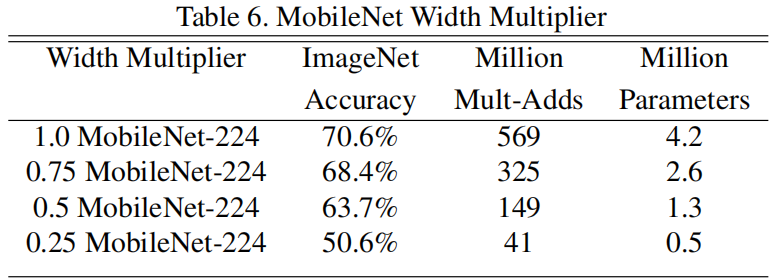 Table 6. MobileNet Width Multiplier
Width Multiplier ImageNet Million Million
Accuracy Mult-Adds Parameters
1.0 MobileNet-224 70.6% 569 4.2
0.75 MobileNet-224 68.4% 325 2.6
0.5 MobileNet-224 63.7% 149 1.3
0.25 MobileNet-224 50.6% 41 0.5